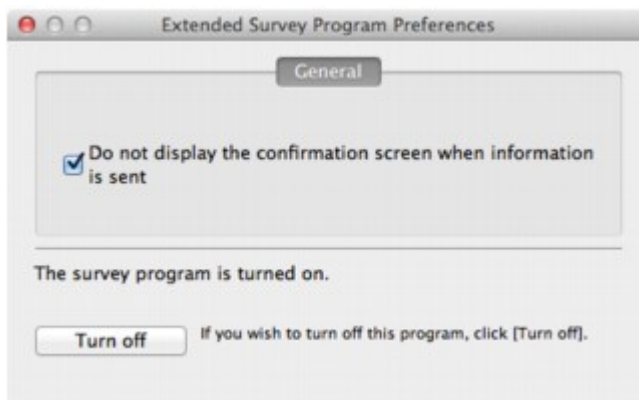 Extended Survey Program Preferences
General
Do not display the confirmation screen when information
is sent
The survey program is turned on.
Turn off
If you wish to turn off this program, click [Turn off].